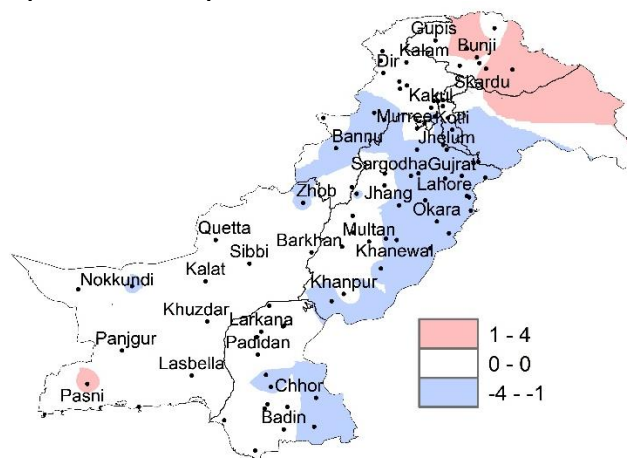 Gupis
Kalam
Bunji
Dir
Skardu
Kakul
Murree
Kotli
Bannu
Jhelum
Sargodha
Gujrat
Zhob
Jhang
Lahore
Okara
Quetta
Multan
Sibbi
Barkhan
Khanewal
Nokkundi
Kalat
Khanpur
Khuzdar
Larkana
Panjgur
Padidan
Lasbella
Pasni
Chhor
Badin
1 - 4
0 - 0
-4 - -1